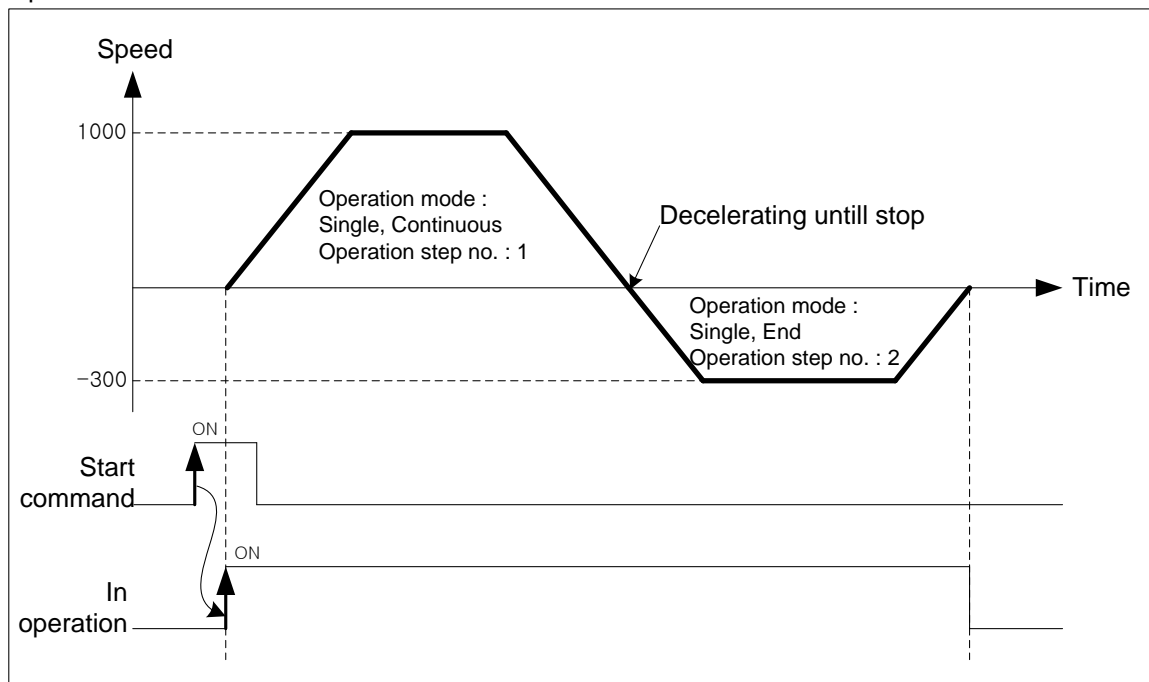 Speed
1000
Operation mode :
Single, Continuous
Operation step no. : 1
Decelerating untill stop
Time
Operation mode :
Single, End
Operation step no. : 2
-300
ON
Start
command
ON
In
operation